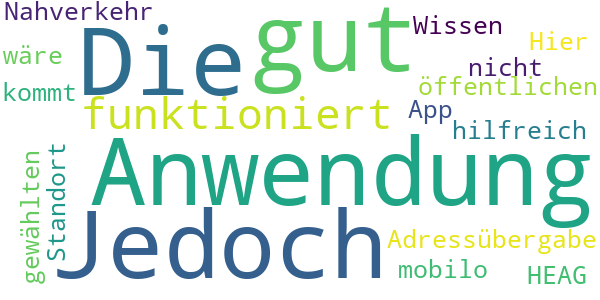 Nahverkehr
Die
gut
Wissen
Hier
wäre
nicht
kommt
öffentlichen
funktioniert
App
hilfreich
Anwendung
gewählten
Standort
Jedoch
Adressübergabe
mobilo
HEAG